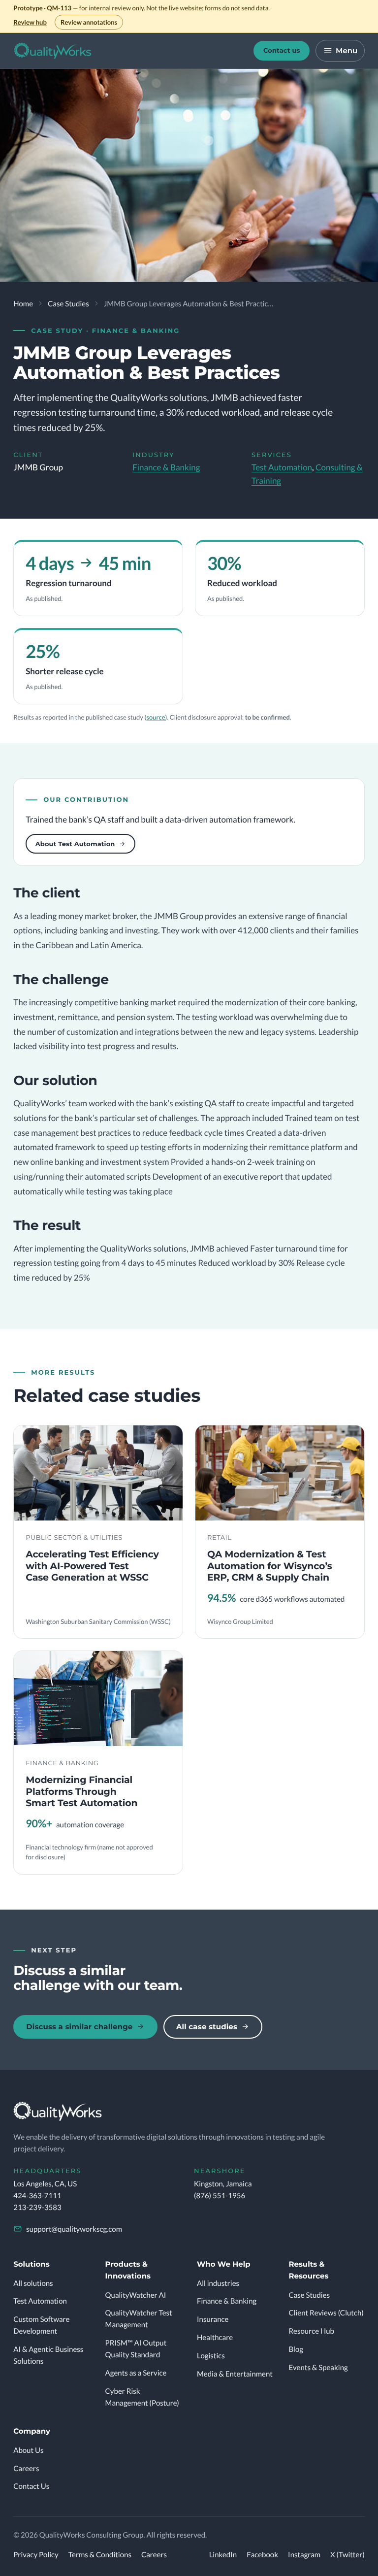 Prototype · QM-113 — for internal review only. Not the live website; forms do not send.
Review hub
Review annotations
QualityWorks
Contact us
Menu
Home > Case Studies > JMMB Group Leverages Automation & Best Practic...
CASE STUDY · FINANCE & BANKING
JMMB Group Leverages
Automation & Best Practices
After implementing the QualityWorks solutions, JMMB achieved faster
regression testing turnaround time, a 30% reduced workload, and release cycle
times reduced by 25%.
CLIENT
JMMB Group
INDUSTRY
Finance & Banking
SERVICES
Test Automation, Consulting &
Training
4 days → 45 min
Regression turnaround
As published.
30%
Reduced workload
As published.
25%
Shorter release cycle
As published.
Results as reported in the published case study (source). Client disclosure approval: to be confirmed.
OUR CONTRIBUTION
Trained the bank's QA staff and built a data-driven automation framework.
About Test Automation →
The client
As a leading money market broker, the JMMB Group provides an extensive range of financial
options, including banking and investing. They work with over 412,000 clients and their families
in the Caribbean and Latin America.
The challenge
The increasingly competitive banking market required the modernization of their core banking,
investment, remittance, and pension system. The testing workload was overwhelming due to
the number of customization and integrations between the new and legacy systems. Leadership
lacked visibility into test progress and results.
Our solution
QualityWorks' team worked with the bank's existing QA staff to create impactful and targeted
solutions for the bank's particular set of challenges. The approach included Trained team on test
case management best practices to reduce feedback cycle times Created a data-driven
automated framework to speed up testing efforts in modernizing their remittance platform and
new online banking and investment system Provided a hands-on 2-week training on
using/running their automated scripts Development of an executive report that updated
automatically while testing was taking place
The result
After implementing the QualityWorks solutions, JMMB achieved Faster turnaround time for
regression testing going from 4 days to 45 minutes Reduced workload by 30% Release cycle
time reduced by 25%
MORE RESULTS
Related case studies
PUBLIC SECTOR & UTILITIES
Accelerating Test Efficiency
with AI-Powered Test
Case Generation at WSSC
Washington Suburban Sanitary Commission (WSSC)
RETAIL
QA Modernization & Test
Automation for Wisynco's
ERP, CRM & Supply Chain
94.5% core d365 workflows automated
Wisynco Group Limited
FINANCE & BANKING
Modernizing Financial
Platforms Through
Smart Test Automation
90%+ automation coverage
Financial technology firm (name not approved
for disclosure)
NEXT STEP
Discuss a similar
challenge with our team.
Discuss a similar challenge →
All case studies →
QualityWorks
We enable the delivery of transformative digital solutions through innovations in testing and agile
project delivery.
HEADQUARTERS
Los Angeles, CA, US
424-363-7111
213-239-3583
NEARSHORE
Kingston, Jamaica
(876) 551-1956
support@qualityworkscg.com
Solutions
All solutions
Test Automation
Custom Software
Development
AI & Agentic Business
Solutions
Products &
Innovations
QualityWatcher AI
QualityWatcher Test
Management
PRISM™ AI Output
Quality Standard
Agents as a Service
Cyber Risk
Management (Posture)
Who We Help
All industries
Finance & Banking
Insurance
Healthcare
Logistics
Media & Entertainment
Results &
Resources
Case Studies
Client Reviews (Clutch)
Resource Hub
Blog
Events & Speaking
Company
About Us
Careers
Contact Us
© 2026 QualityWorks Consulting Group. All rights reserved.
Privacy Policy Terms & Conditions Careers
LinkedIn Facebook Instagram X (Twitter)